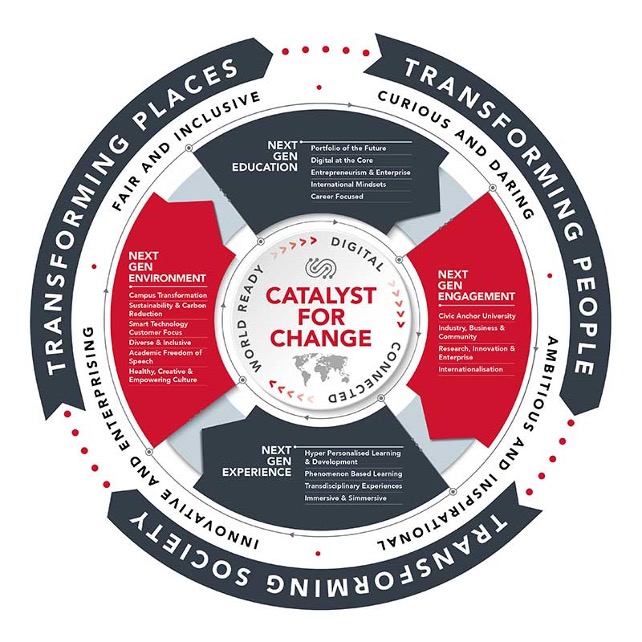 TRANSFORMING PLACES
TRANSFORMING PEOPLE
TRANSFORMING SOCIETY
FAIR AND INCLUSIVE
CURIOUS AND DARING
AMBITIOUS AND INSPIRATIONAL
INNOVATIVE AND ENTERPRISING
NEXT
GEN
EDUCATION
Portfolio of the Future
Digital at the Core
Entrepreneurism & Enterprise
International Mindsets
Career Focused
NEXT
GEN
ENVIRONMENT
Campus Transformation
Sustainability & Carbon
Reduction
Smart Technology
Customer Focus
Diverse & Inclusive
Academic Freedom of
Speech
Healthy, Creative &
Empowering Culture
WORLD READY
DIGITAL
CONNECTED
CATALYST
FOR
CHANGE
NEXT
GEN
ENGAGEMENT
Civic Anchor University
Industry, Business &
Community
Research, Innovation &
Enterprise
Internationalisation
NEXT
GEN
EXPERIENCE
Hyper Personalised Learning
& Development
Phenomenon Based Learning
Transdisciplinary Experiences
Immersive & Simmersive